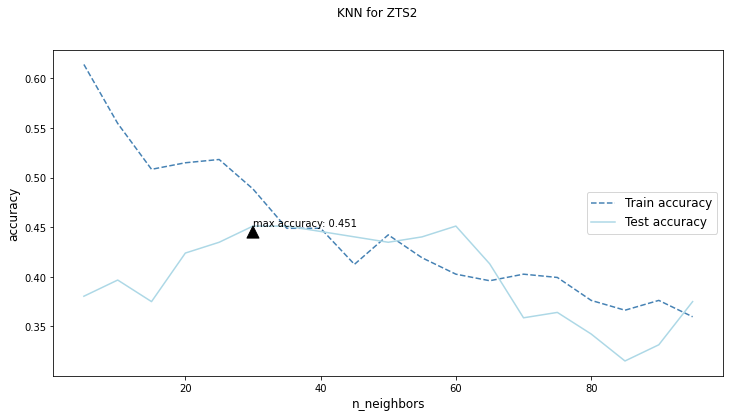 KNN for ZTS2
0.60
0.55
0.50
0.45
0.40
0.35
accuracy
max accuracy: 0.451
Train accuracy
Test accuracy
20
40
60
80
n_neighbors